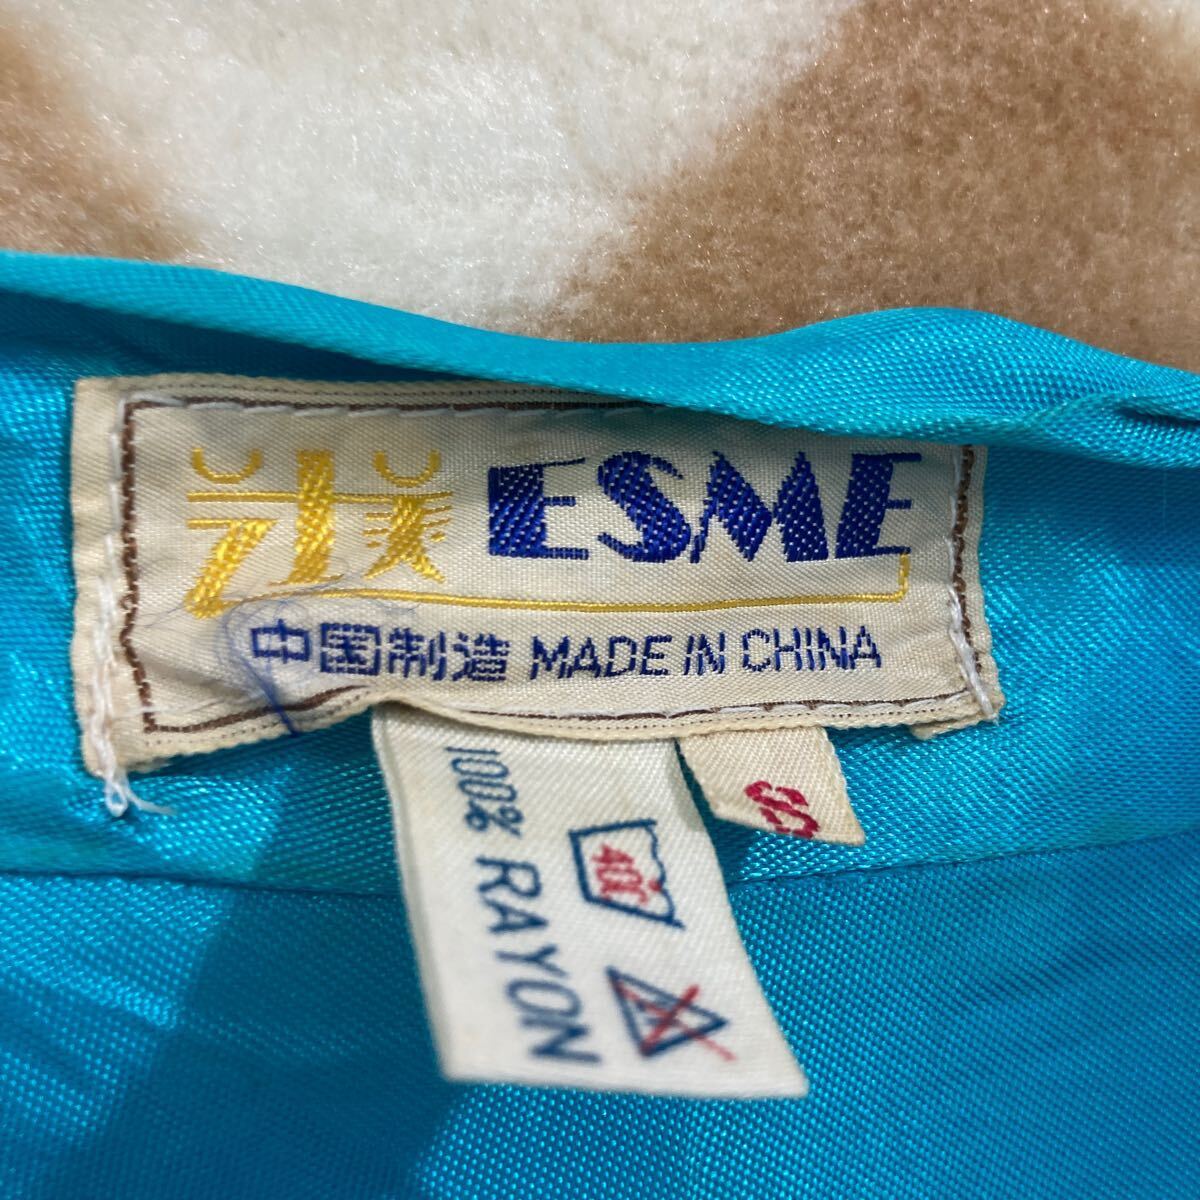 ESME
中国制造 MADE IN CHINA
100% RAYON
40℃
S